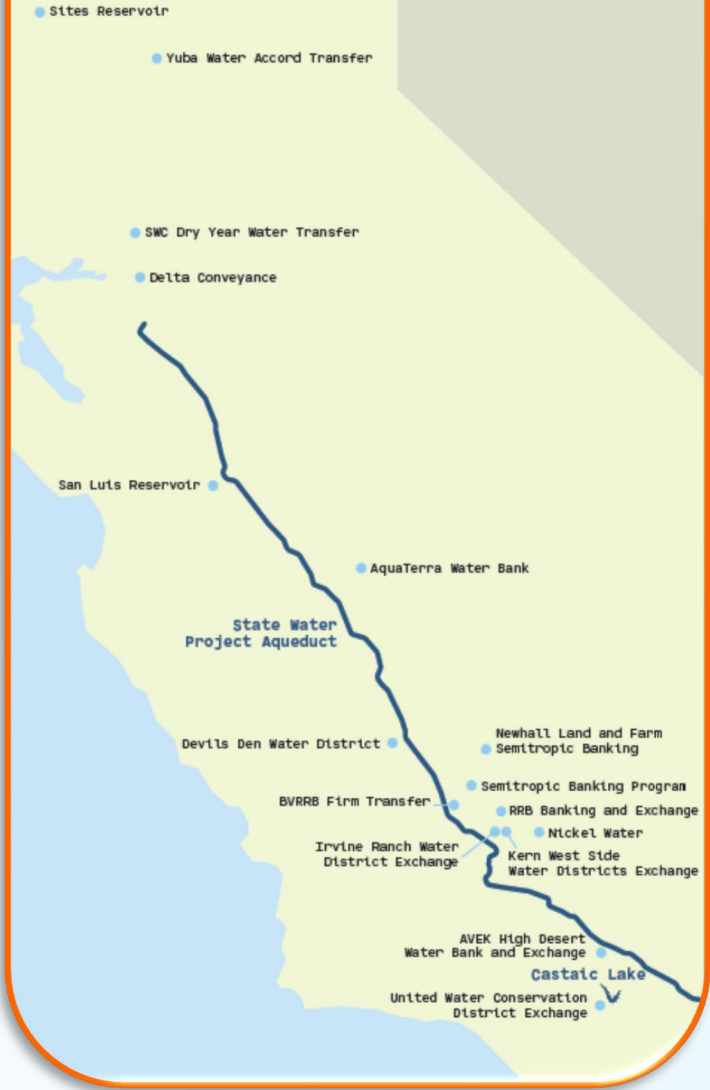 Sites Reservoir
Yuba Water Accord Transfer
SWC Dry Year Water Transfer
Delta Conveyance
San Luis Reservoir
AquaTerra Water Bank
State Water
Project Aqueduct
Newhall Land and Farm
Semitropic Banking
Devils Den Water District
Semitropic Banking Program
BVRRB Firm Transfer
RRB Banking and Exchange
Nickel Water
Irvine Ranch Water
District Exchange
Kern West Side
Water Districts Exchange
AVEK High Desert
Water Bank and Exchange
Castaic Lake
United Water Conservation
District Exchange